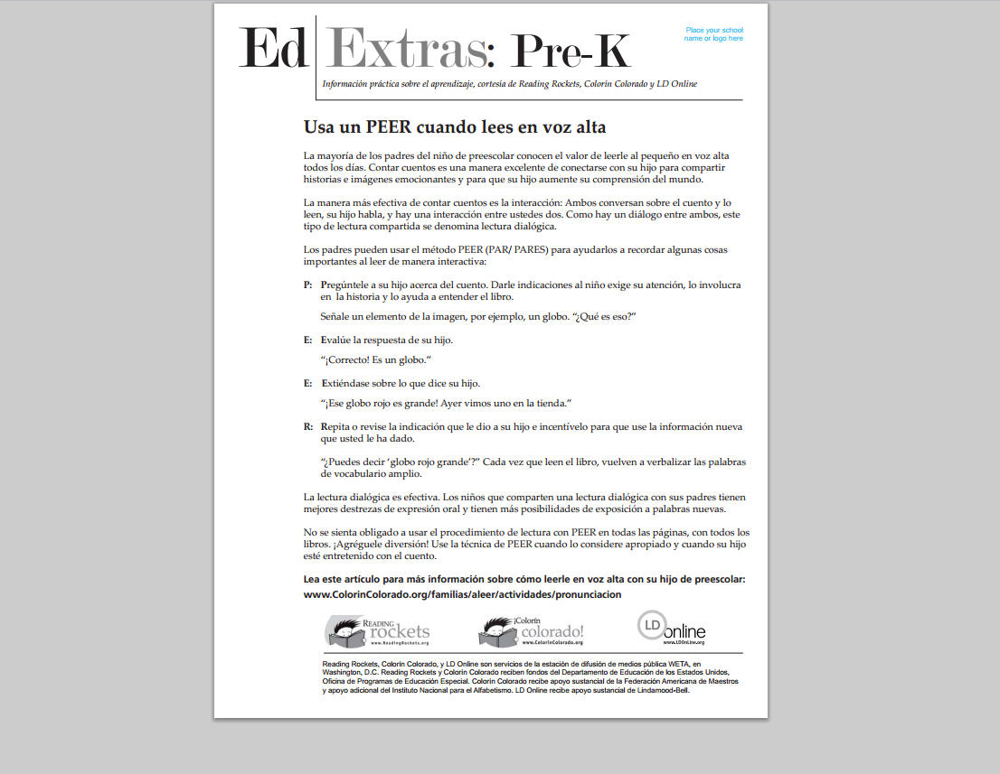 Ed Extras: Pre-K
Place your school
name or logo here
Información práctica sobre el aprendizaje, cortesía de Reading Rockets, Colorín Colorado y LD Online
Usa un PEER cuando lees en voz alta
La mayoría de los padres del niño de preescolar conocen el valor de leerle al pequeño en voz alta
todos los días. Contar cuentos es una manera excelente de conectarse con su hijo para compartir
historias e imágenes emocionantes y para que su hijo aumente su comprensión del mundo.
La manera más efectiva de contar cuentos es la interacción: Ambos conversan sobre el cuento y lo
leen, su hijo habla, y hay una interacción entre ustedes dos. Como hay un diálogo entre ambos, este
tipo de lectura compartida se denomina lectura dialógica.
Los padres pueden usar el método PEER (PAR/ PARES) para ayudarlos a recordar algunas cosas
importantes al leer de manera interactiva:
P: Pregúntele a su hijo acerca del cuento. Darle indicaciones al niño exige su atención, lo involucra
en la historia y lo ayuda a entender el libro.
Señale un elemento de la imagen, por ejemplo, un globo. “¿Qué es eso?”
E: Evalúe la respuesta de su hijo.
“¡Correcto! Es un globo.”
E: Extiéndase sobre lo que dice su hijo.
“¡Ese globo rojo es grande! Ayer vimos uno en la tienda.”
R: Repita o revise la indicación que le dio a su hijo e incentívelo para que use la información nueva
que usted le ha dado.
“¿Puedes decir ‘globo rojo grande’?” Cada vez que leen el libro, vuelven a verbalizar las palabras
de vocabulario amplio.
La lectura dialógica es efectiva. Los niños que comparten una lectura dialógica con sus padres tienen
mejores destrezas de expresión oral y tienen más posibilidades de exposición a palabras nuevas.
No se sienta obligado a usar el procedimiento de lectura con PEER en todas las páginas, con todos los
libros. ¡Agréguele diversión! Use la técnica de PEER cuando lo considere apropiado y cuando su hijo
esté entretenido con el cuento.
Lea este artículo para más información sobre cómo leerle en voz alta con su hijo de preescolar:
www.ColorinColorado.org/familias/aleer/actividades/pronunciacion
READING rockets
www.ReadingRockets.org
¡Colorín colorado!
www.ColorinColorado.org
LD online
www.LDOnLine.org
Reading Rockets, Colorín Colorado, y LD Online son servicios de la estación de difusión de medios pública WETA, en
Washington, D.C. Reading Rockets y Colorín Colorado reciben fondos del Departamento de Educación de los Estados Unidos,
Oficina de Programas de Educación Especial. Colorín Colorado recibe apoyo sustancial de la Federación Americana de Maestros
y apoyo adicional del Instituto Nacional para el Alfabetismo. LD Online recibe apoyo sustancial de Lindamood-Bell.